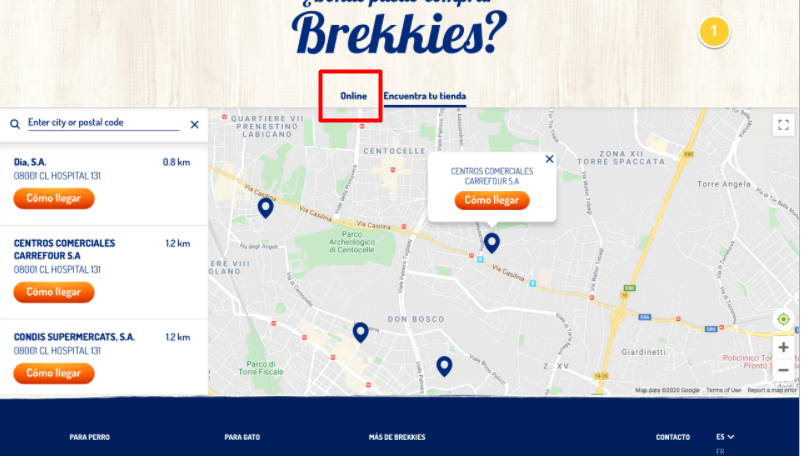 ¿Dónde puedo comprar
Brekkies?
1
Online
Encuentra tu tienda
Enter city or postal code
Dia, S.A.
0.8 km
08001 CL HOSPITAL 131
Cómo llegar
CENTROS COMERCIALES
CARREFOUR S.A
1.2 km
08001 CL HOSPITAL 131
Cómo llegar
CONDIS SUPERMERCATS, S.A.
1.2 km
08001 CL HOSPITAL 131
Cómo llegar
QUARTIERE VII
PRENESTINO
LABICANO
CENTOCELLE
ZONA XII
TORRE SPACCATA
Torre Angela
CENTROS COMERCIALES
CARREFOUR S.A
Cómo llegar
Via Casilina
Via Casilina
Parco
Archeologico
di Centocelle
Via Casilina
ERE VIII
OLANO
DON BOSCO
Giardinetti
Parco di
Torre Fiscale
Z. XV
Policlinico Tor
Pronto S
Map data ©2020 Google
Terms of Use
Report a map error
PARA PERRO
PARA GATO
MÁS DE BREKKIES
CONTACTO
ES
FR